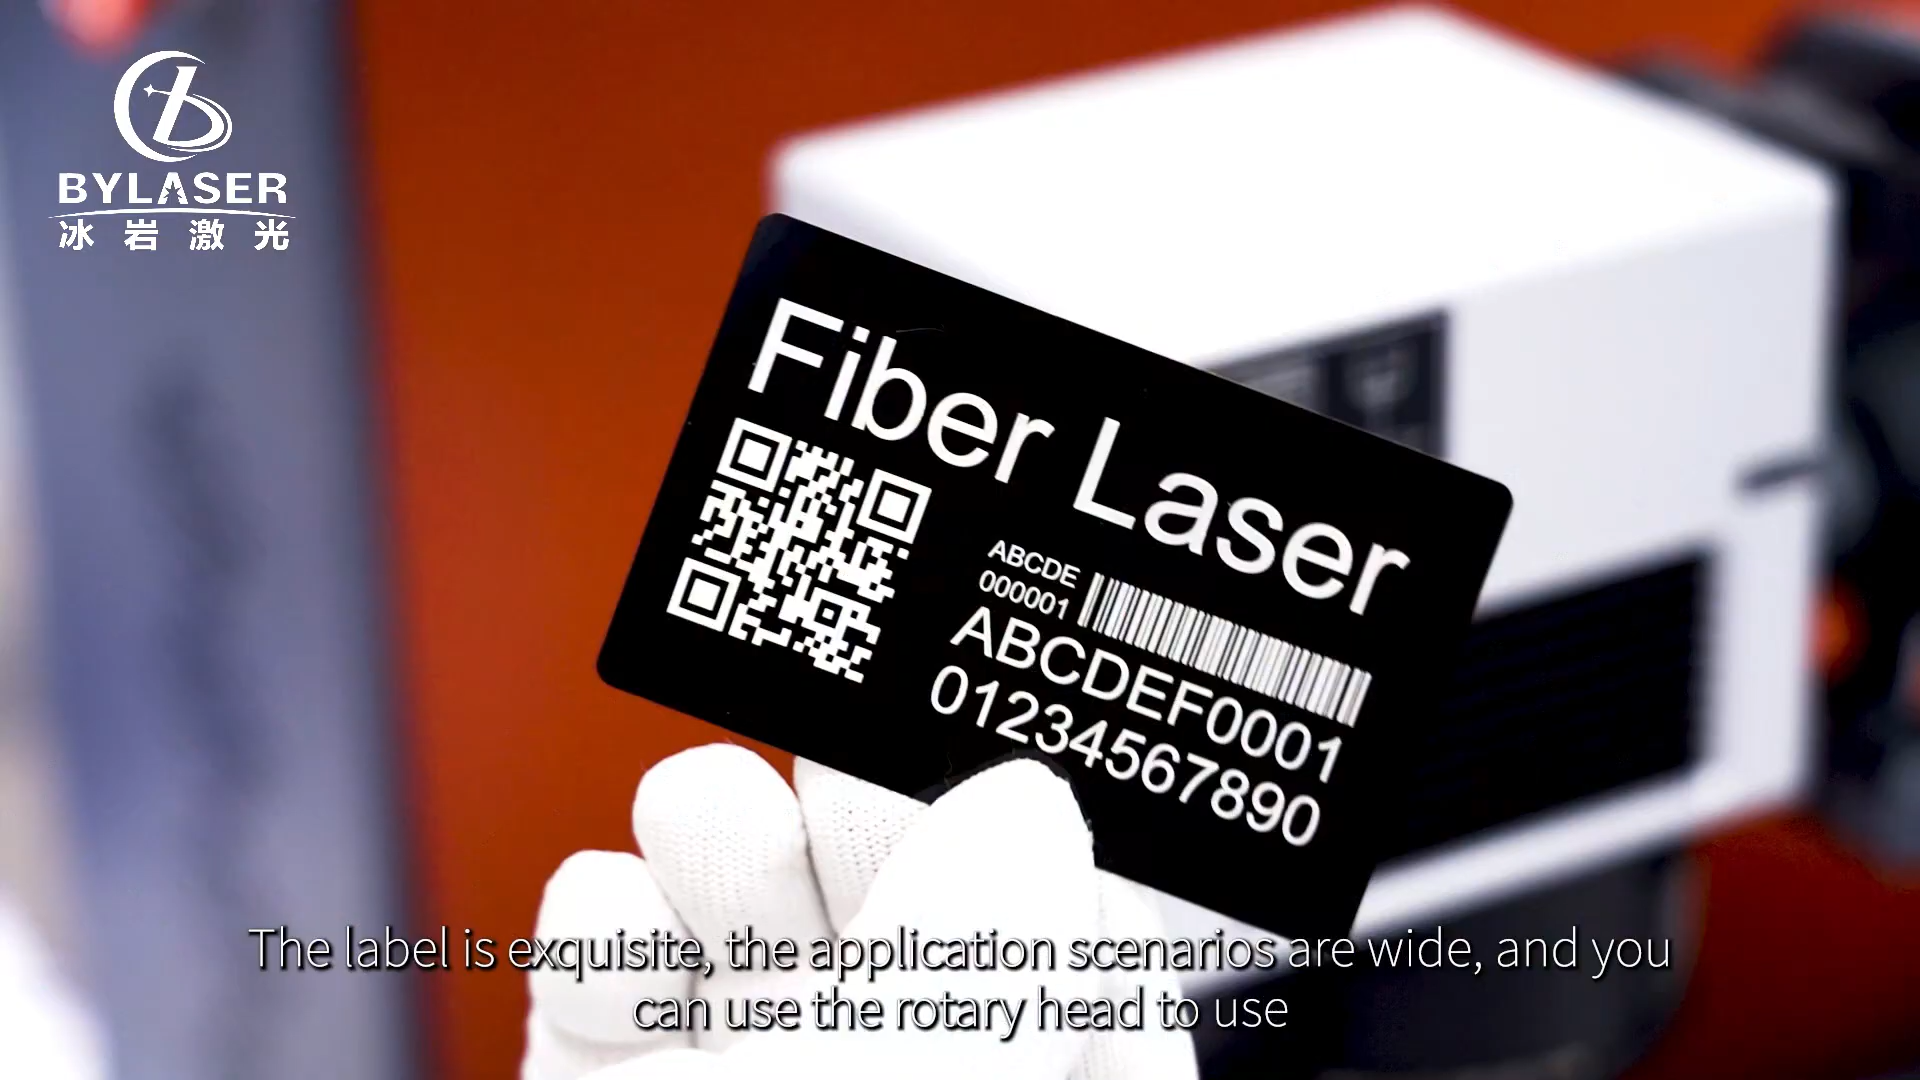 BYLASER
冰岩激光
Fiber Laser
ABCDE
000001
ABCDEF0001
01234567890
The label is exquisite, the application scenarios are wide, and you
can use the rotary head to use